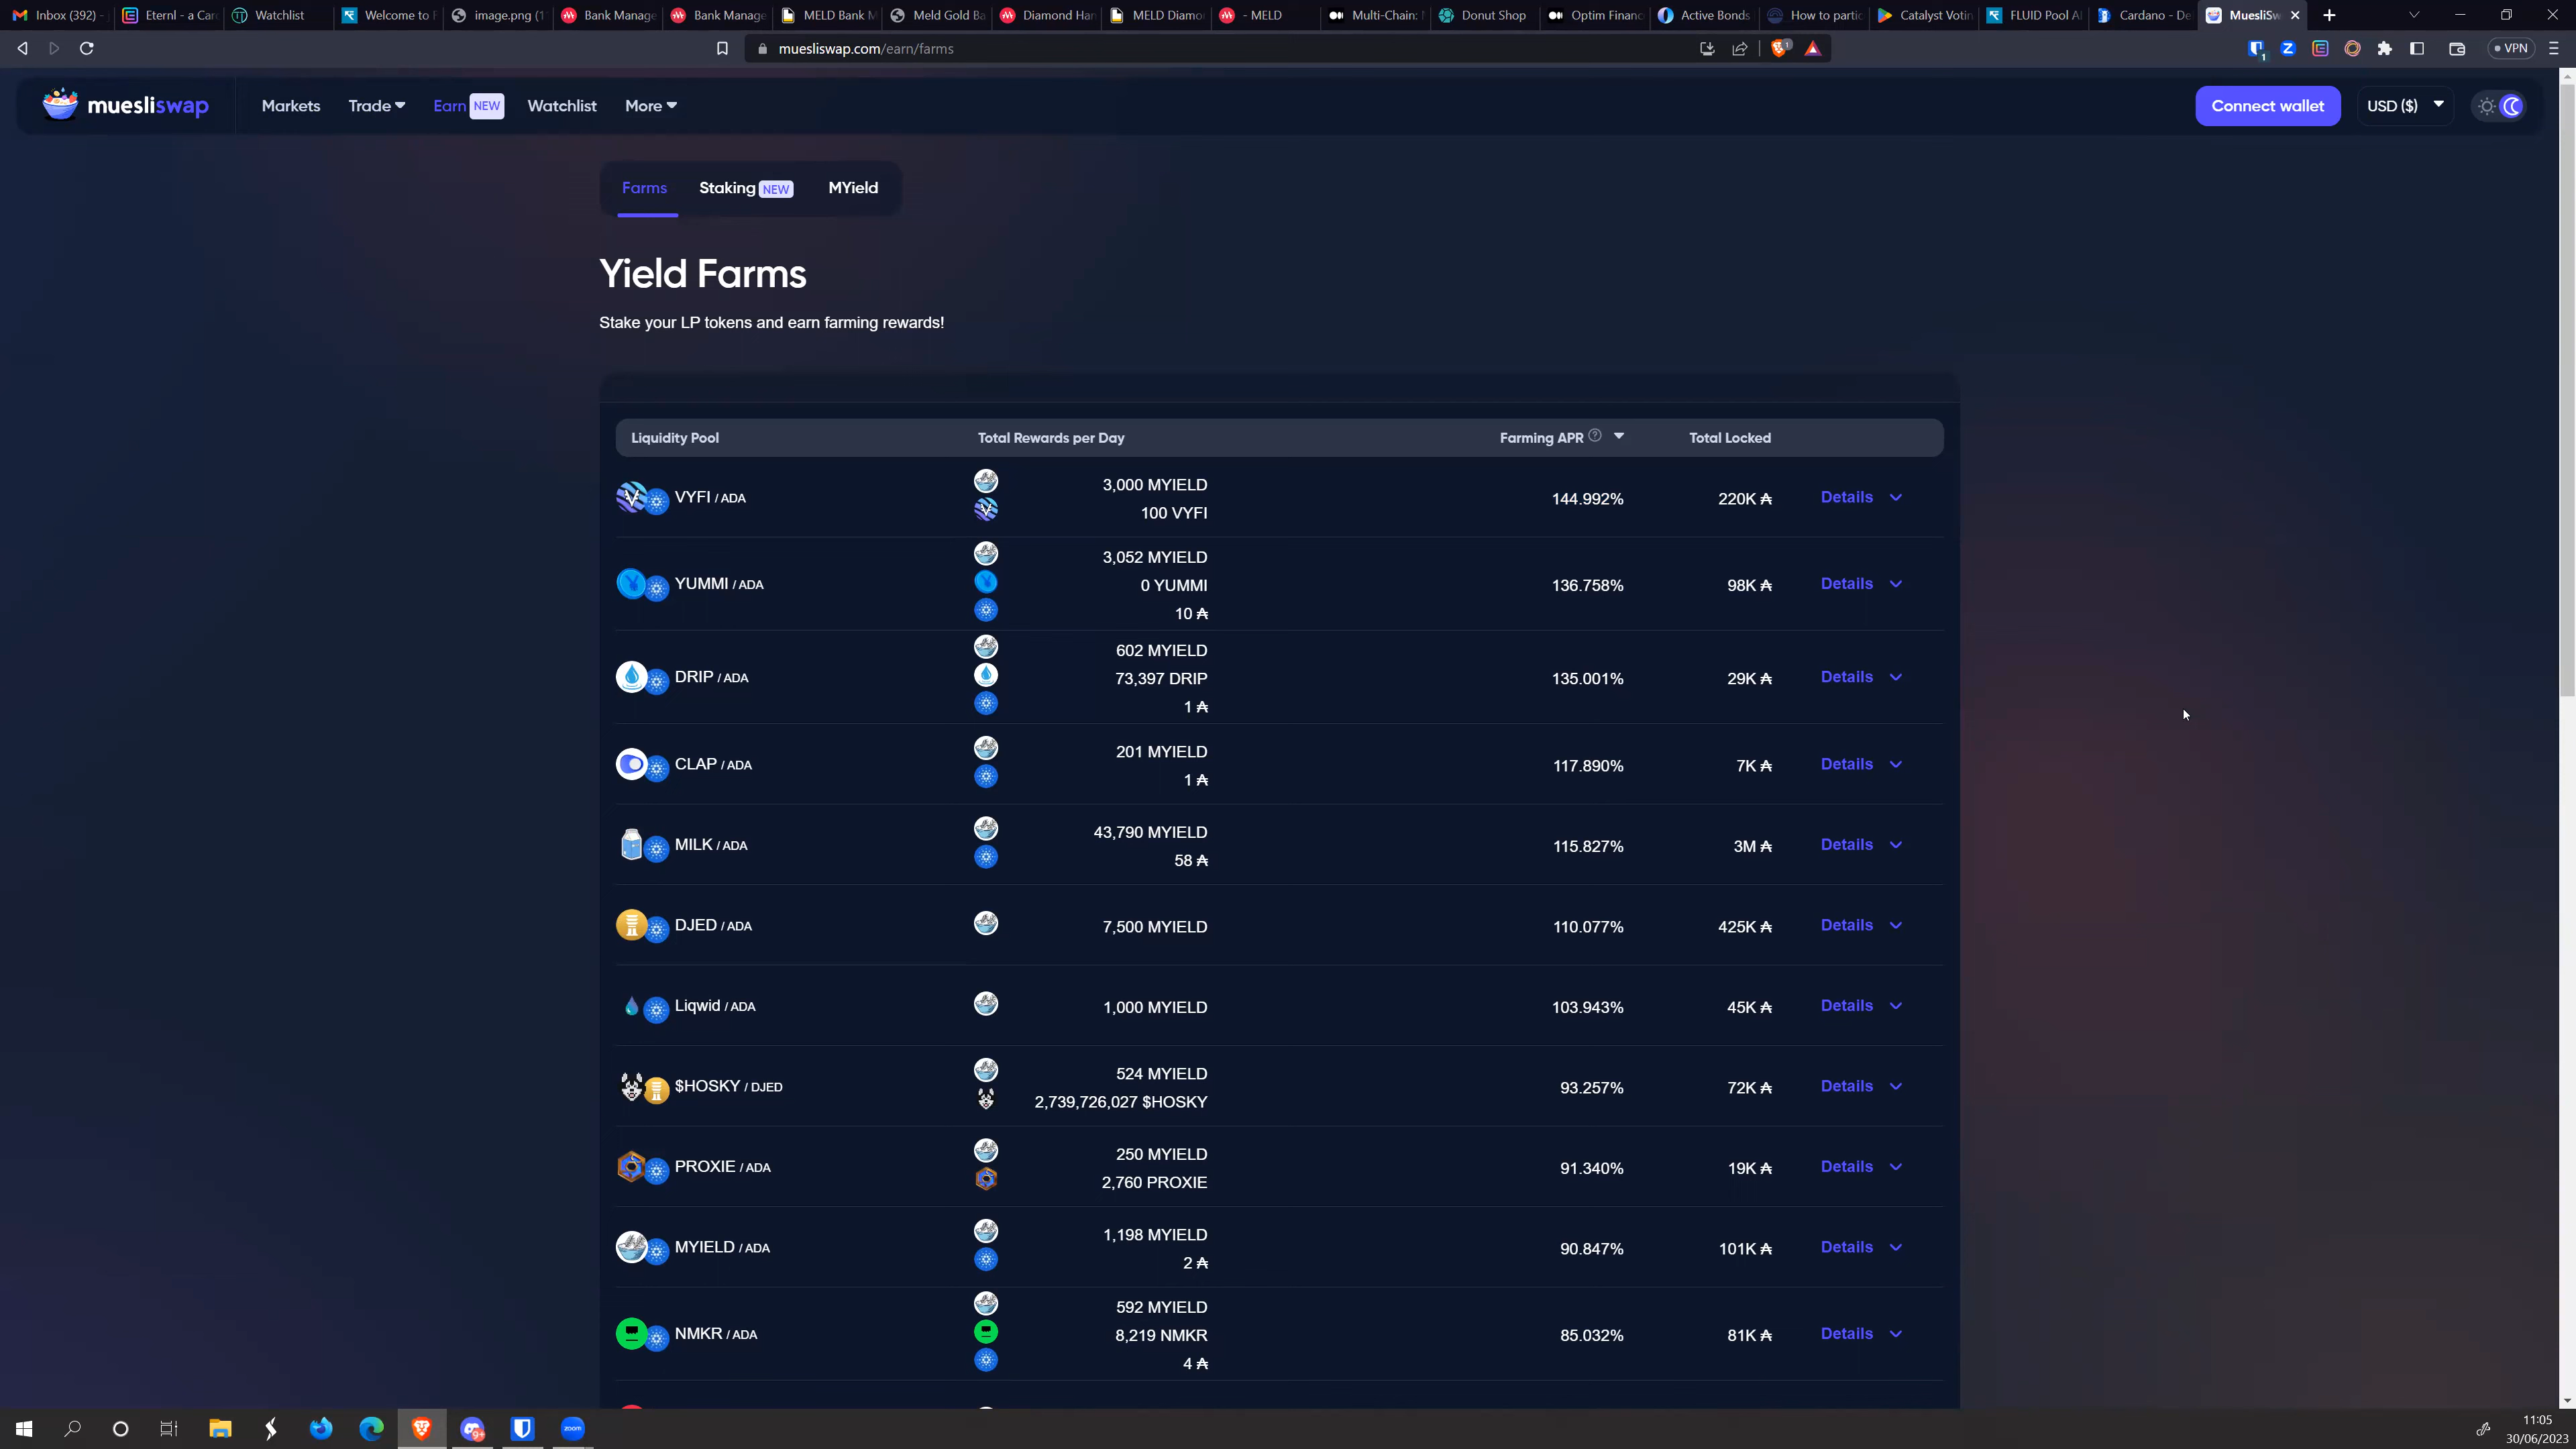 Inbox (392) -
Eternl - a Car
Watchlist
Welcome to F
image.png (1
Bank Manage
Bank Manage
MELD Bank M
Meld Gold Ba
Diamond Han
MELD Diamo
- MELD
Multi-Chain: 
Donut Shop
Optim Financ
Active Bonds
How to partic
Catalyst Votin
FLUID Pool A
Cardano - De
MuesliSw
mueslisswap.com/earn/farms
1
1
VPN
muesliswap
Markets
Trade
Earn NEW
Watchlist
More
Connect wallet
USD ($)
Farms
Staking NEW
MYield
Yield Farms
Stake your LP tokens and earn farming rewards!
Liquidity Pool Total Rewards per Day Farming APR ? Total Locked
VYFI / ADA 3,000 MYIELD 144.992% 220K ₳ Details
100 VYFI
YUMMI / ADA 3,052 MYIELD 136.758% 98K ₳ Details
0 YUMMI
10 ₳
DRIP / ADA 602 MYIELD 135.001% 29K ₳ Details
73,397 DRIP
1 ₳
CLAP / ADA 201 MYIELD 117.890% 7K ₳ Details
1 ₳
MILK / ADA 43,790 MYIELD 115.827% 3M ₳ Details
58 ₳
DJED / ADA 7,500 MYIELD 110.077% 425K ₳ Details
Liqwid / ADA 1,000 MYIELD 103.943% 45K ₳ Details
$HOSKY / DJED 524 MYIELD 93.257% 72K ₳ Details
2,739,726,027 $HOSKY
PROXIE / ADA 250 MYIELD 91.340% 19K ₳ Details
2,760 PROXIE
MYIELD / ADA 1,198 MYIELD 90.847% 101K ₳ Details
2 ₳
NMKR / ADA 592 MYIELD 85.032% 81K ₳ Details
8,219 NMKR
4 ₳
9+
zoom
11:05
30/06/2023